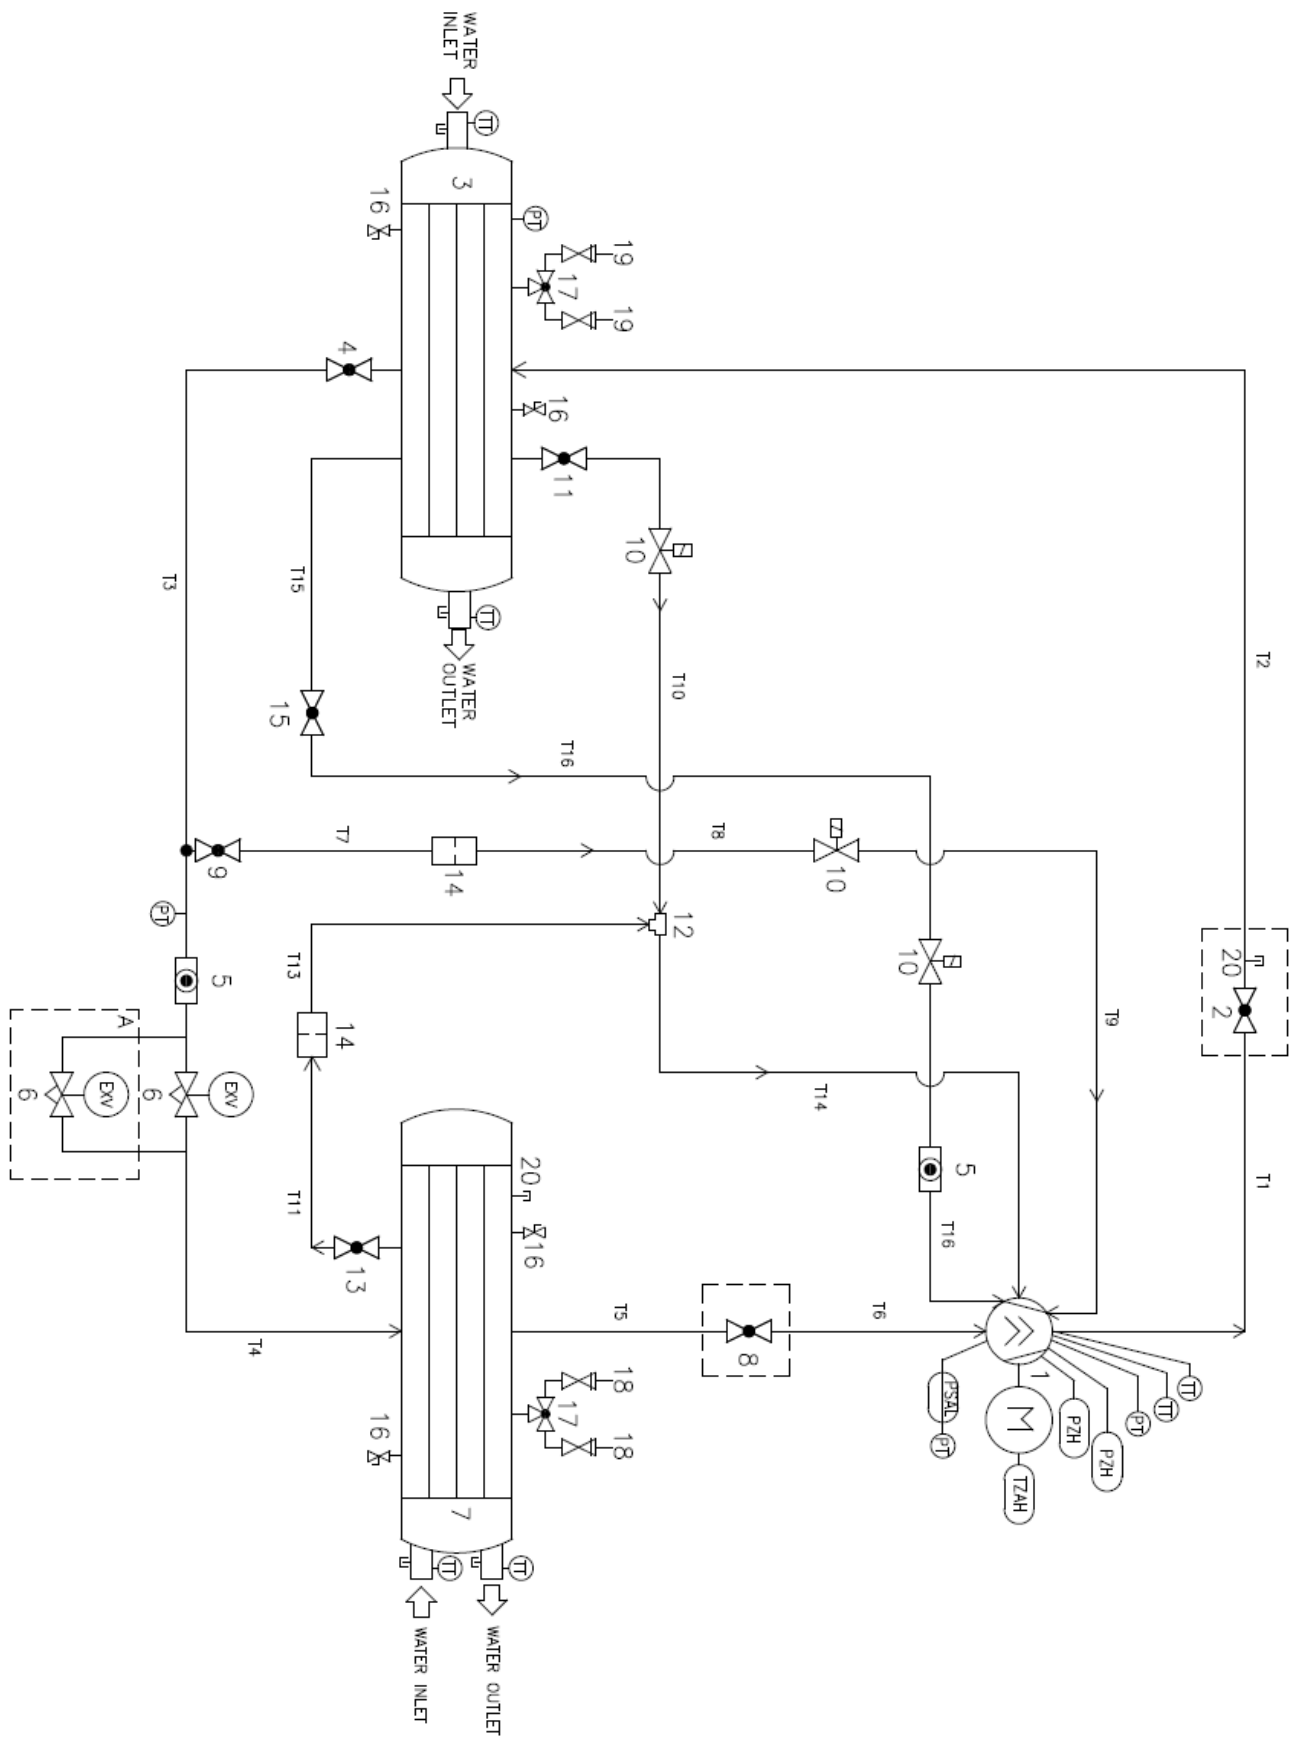 WATER
INLET
TT
3
16
PT
19
17
19
4
16
11
10
T3
T15
TT
WATER
OUTLET
T10
T2
15
T16
T7
T8
9
14
10
PT
12
20
2
10
5
T13
14
T9
A
EXV
EXV
6
6
T14
T1
5
20
16
T11
13
T16
T5
T6
8
T4
18
17
18
16
7
1
M
PSAL
PT
PZH
PZH
PT
TT
TT
TZAH
TT
TT
WATER INLET
WATER OUTLET